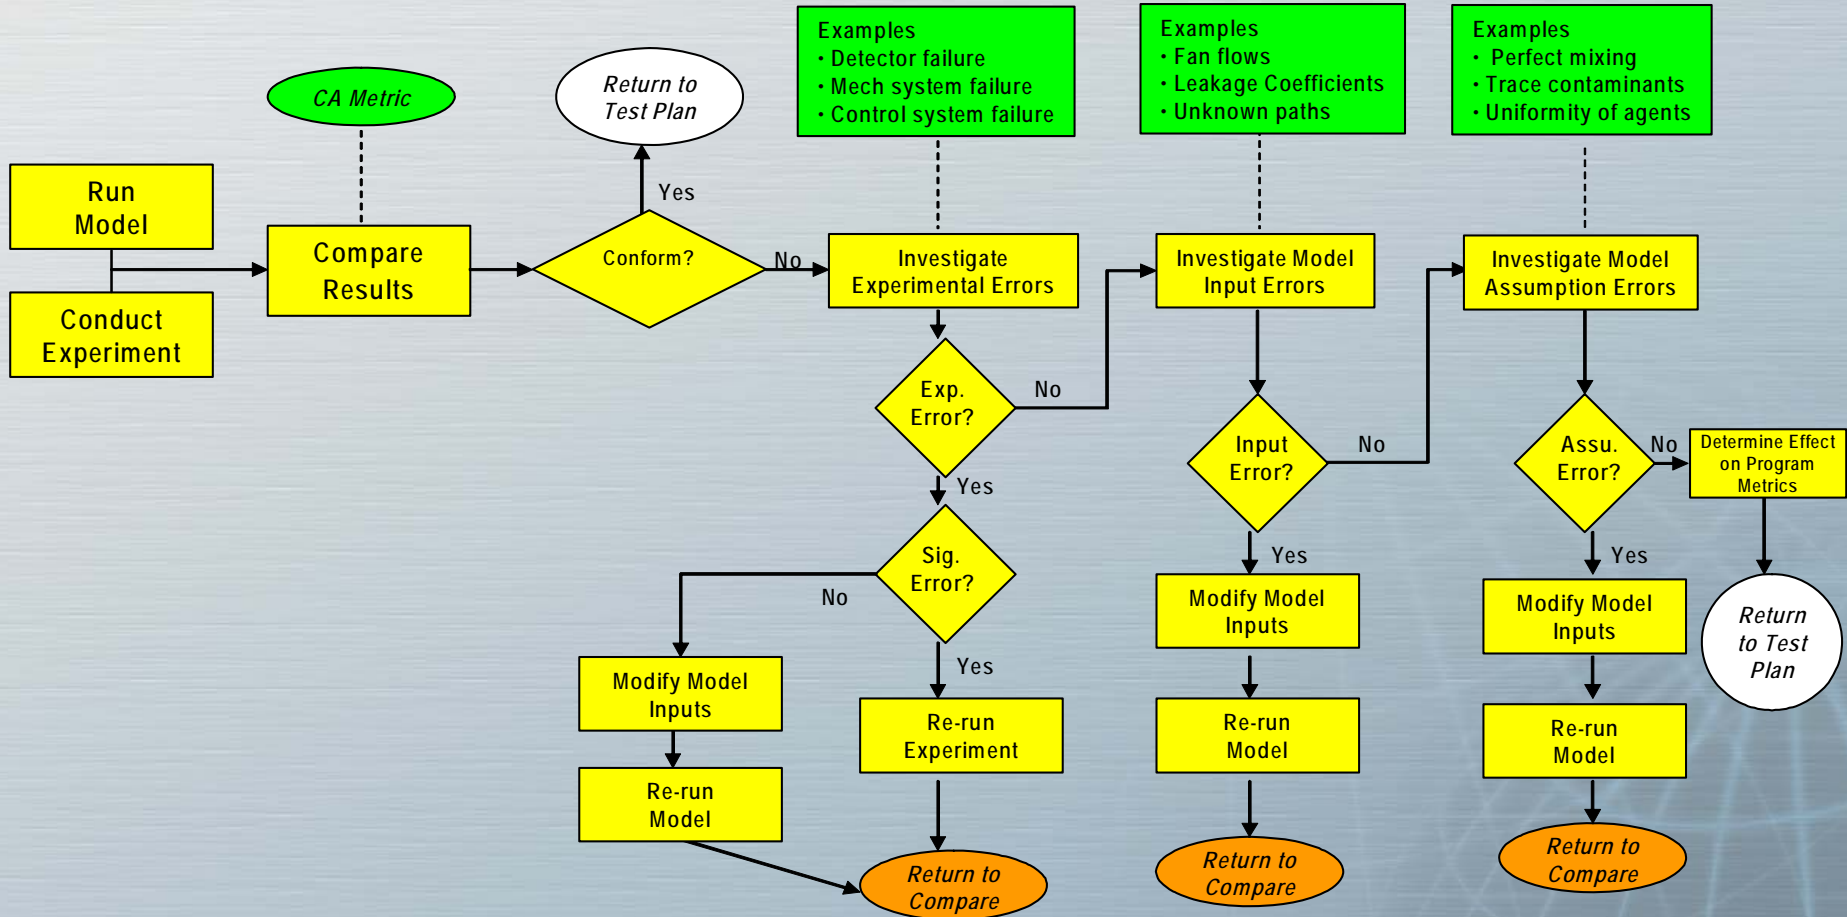 Examples
• Detector failure
• Mech system failure
• Control system failure
Examples
• Fan flows
• Leakage Coefficients
• Unknown paths
Examples
• Perfect mixing
• Trace contaminants
• Uniformity of agents
CA Metric
Return to
Test Plan
Run
Model
Conduct
Experiment
Compare
Results
Conform?
Yes
No
Investigate
Experimental Errors
Investigate Model
Input Errors
Investigate Model
Assumption Errors
Exp.
Error?
No
Yes
Input
Error?
No
Yes
Assu.
Error?
No
Yes
Determine Effect
on Program
Metrics
Return
to Test
Plan
Sig.
Error?
No
Yes
Modify Model
Inputs
Re-run
Model
Re-run
Experiment
Return to
Compare
Modify Model
Inputs
Re-run
Model
Return to
Compare
Modify Model
Inputs
Re-run
Model
Return to
Compare